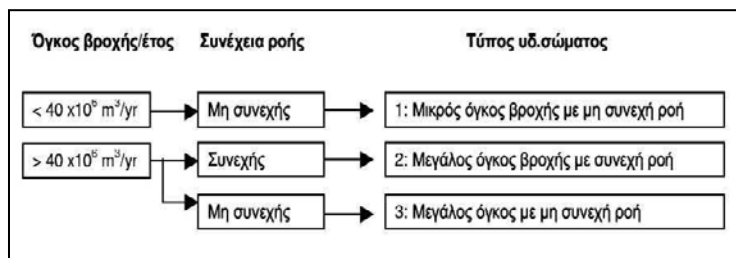 Όγκος βροχής/έτος Συνέχεια ροής Τύπος υδ.σώματος
< 40 x10⁶ m³/yr Μη συνεχής 1: Μικρός όγκος βροχής με μη συνεχή ροή
> 40 x10⁶ m³/yr Συνεχής 2: Μεγάλος όγκος βροχής με συνεχή ροή
Μη συνεχής 3: Μεγάλος όγκος με μη συνεχή ροή